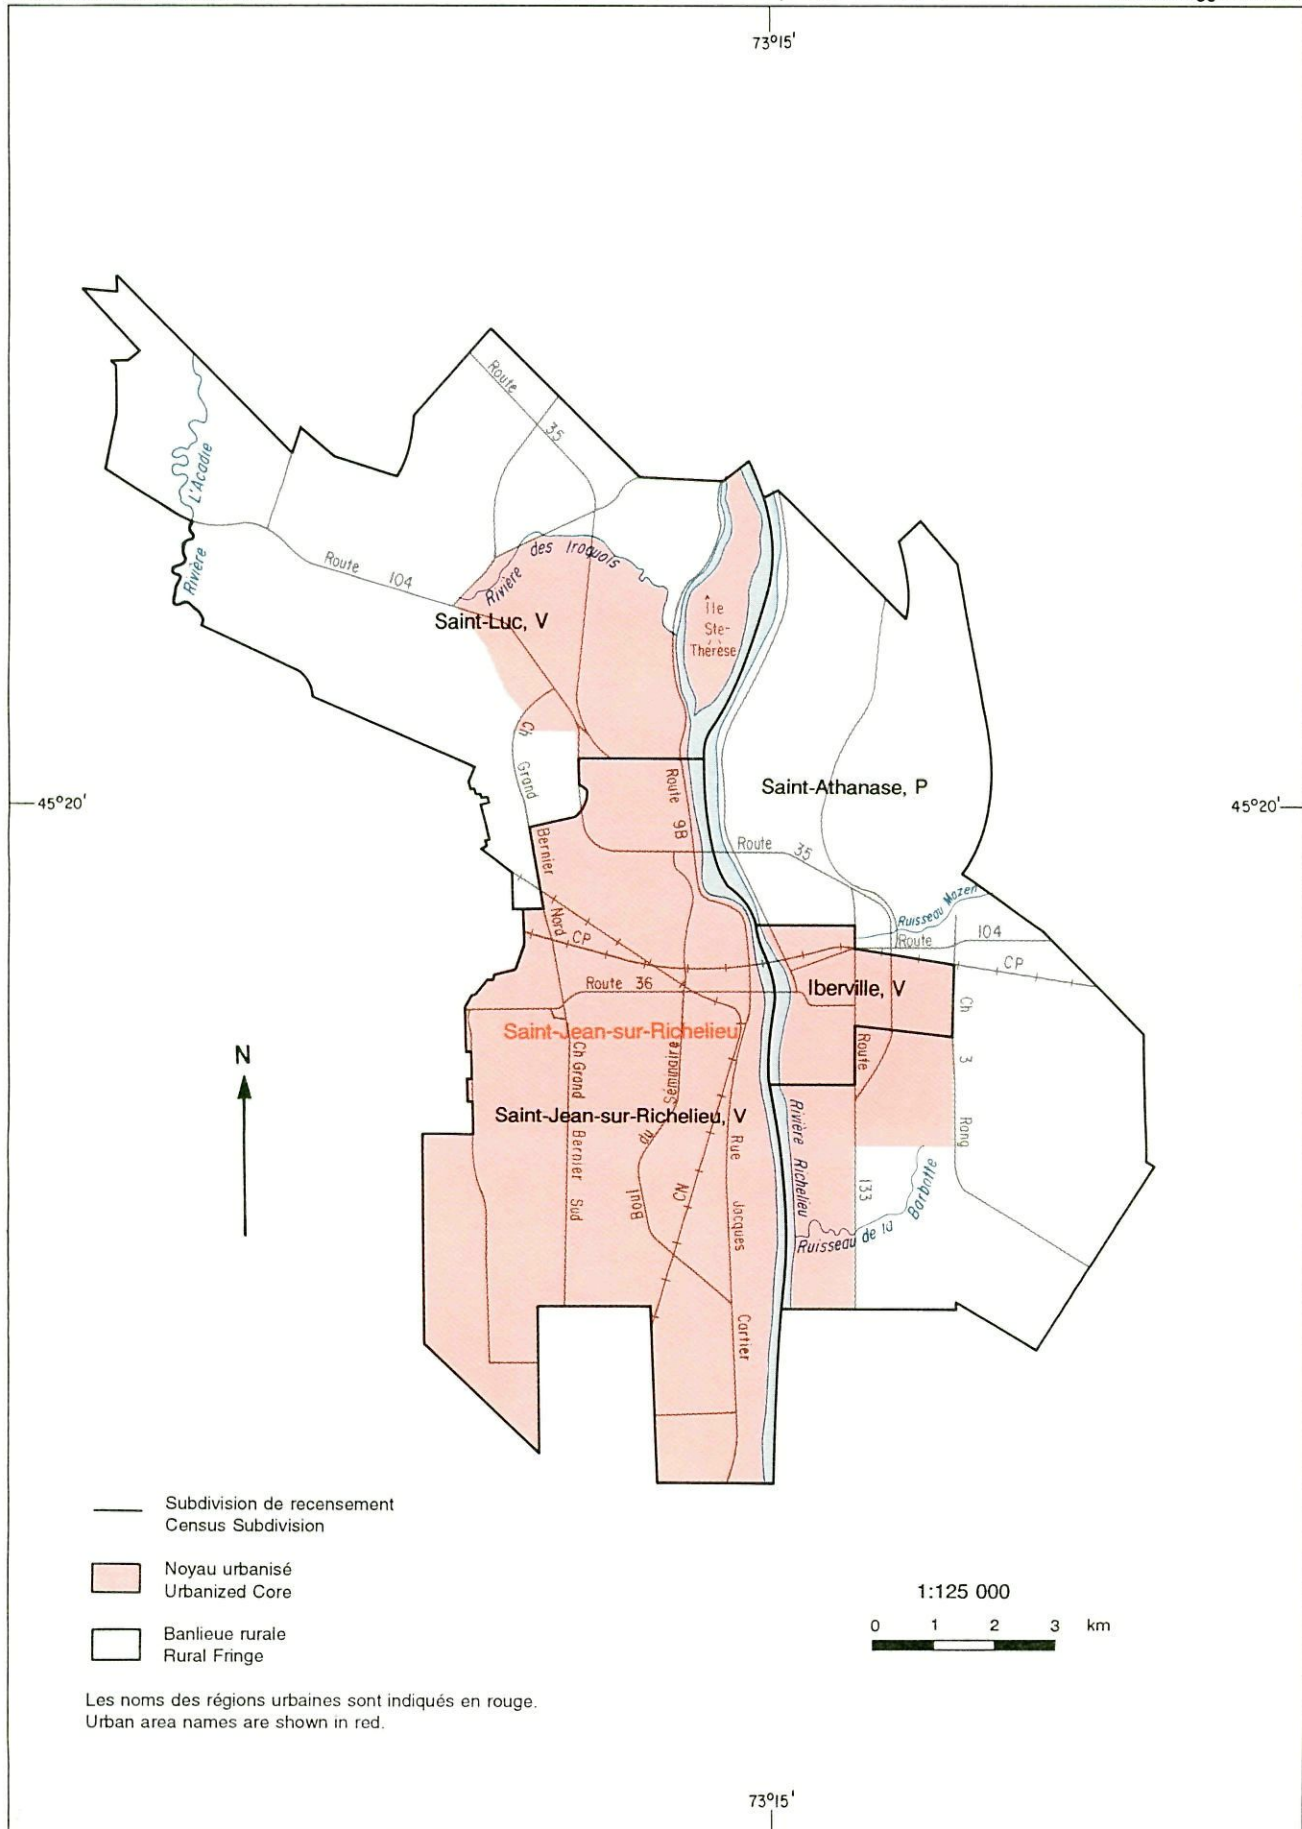 73°15'
Route
35
Rivière
L'Acadie
Route 104
Rivière
des Iroquois
Saint-Luc, V
Île
Ste-
Thérèse
Ch
Grand
Bernier
Nord
Route 9B
Saint-Athanase, P
45°20'
45°20'
Route 35
Ruisseau Mozen
Route 104
CP
CP
Route 36
Iberville, V
Saint-Jean-sur-Richelieu
Ch
3
Rang
Route
133
Ch Grand
Bernier
Sud
Séminaire
du
Boul
Saint-Jean-sur-Richelieu, V
CN
Rue
Jacques
Cartier
Rivière Richelieu
Ruisseau de la
Barbotte
N
Subdivision de recensement
Census Subdivision
Noyau urbanisé
Urbanized Core
Banlieue rurale
Rural Fringe
1:125 000
0 1 2 3 km
Les noms des régions urbaines sont indiqués en rouge.
Urban area names are shown in red.
73°15'